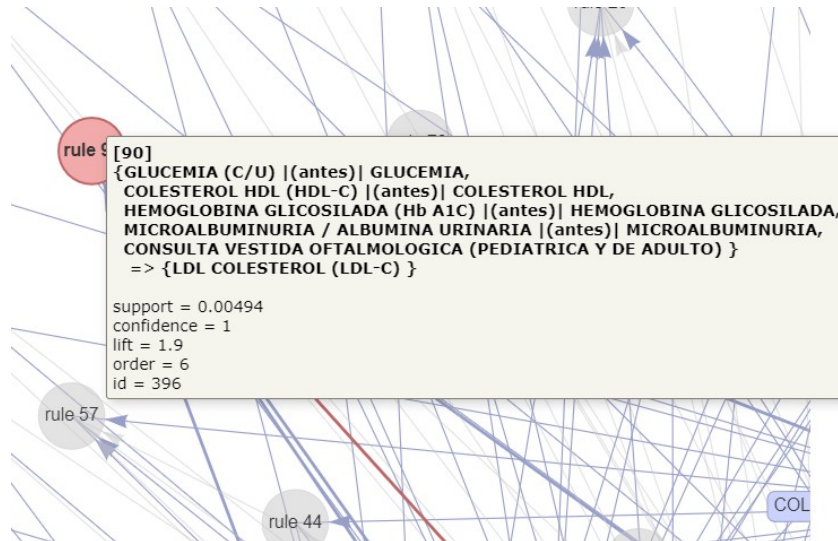 rule 9
[90]
{GLUCEMIA (C/U) |(antes)| GLUCEMIA,
COLESTEROL HDL (HDL-C) |(antes)| COLESTEROL HDL,
HEMOGLOBINA GLICOSILADA (Hb A1C) |(antes)| HEMOGLOBINA GLICOSILADA,
MICROALBUMINURIA / ALBUMINA URINARIA |(antes)| MICROALBUMINURIA,
CONSULTA VESTIDA OFTALMOLOGICA (PEDIATRICA Y DE ADULTO) }
=> {LDL COLESTEROL (LDL-C) }
support = 0.00494
confidence = 1
lift = 1.9
order = 6
id = 396
rule 57
COL
rule 44